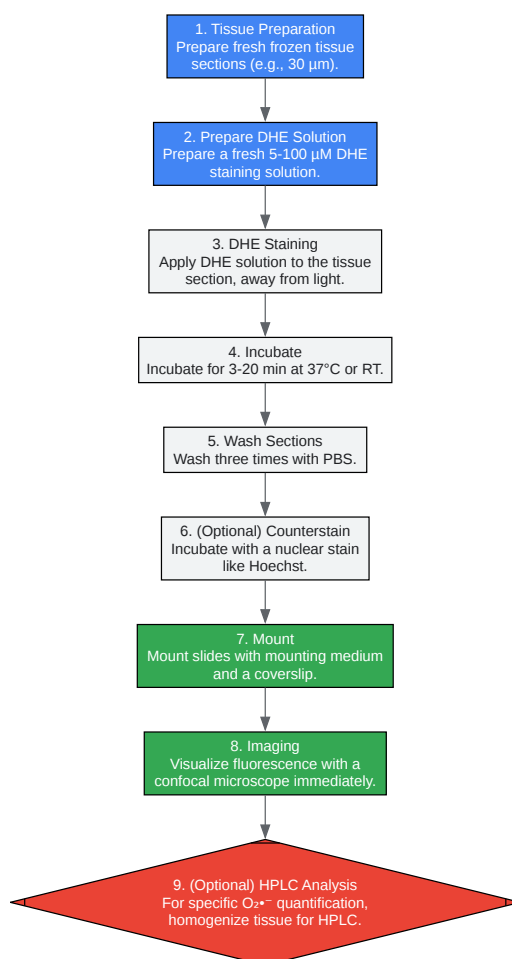 1. Tissue Preparation
Prepare fresh frozen tissue
sections (e.g., 30 µm).
2. Prepare DHE Solution
Prepare a fresh 5-100 µM DHE
staining solution.
3. DHE Staining
Apply DHE solution to the tissue
section, away from light.
4. Incubate
Incubate for 3-20 min at 37°C or RT.
5. Wash Sections
Wash three times with PBS.
6. (Optional) Counterstain
Incubate with a nuclear stain
like Hoechst.
7. Mount
Mount slides with mounting medium
and a coverslip.
8. Imaging
Visualize fluorescence with a
confocal microscope immediately.
9. (Optional) HPLC Analysis
For specific O₂•⁻ quantification,
homogenize tissue for HPLC.